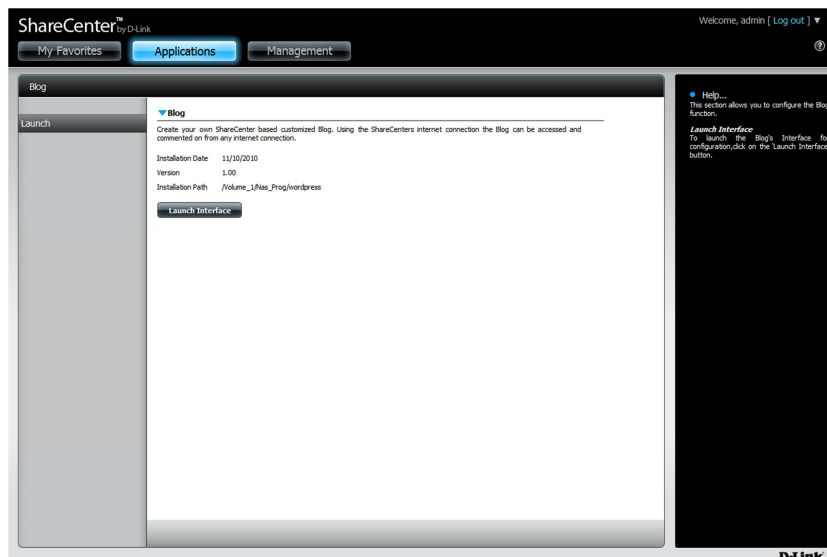 ShareCenter™ by D-Link
Welcome, admin [ Log out ] ▼
My Favorites
Applications
Management
Blog
Launch
Blog
Create your own ShareCenter based customized Blog. Using the ShareCenters internet connection the Blog can be accessed and
commented on from any internet connection.
Installation Date 11/10/2010
Version 1.00
Installation Path /Volume_1/Nas_Prog/wordpress
Launch Interface
Help...
This section allows you to configure the Blog
function.
Launch Interface
To launch the Blog's Interface fo
configuration,click on the 'Launch Interface
button.
D-Link